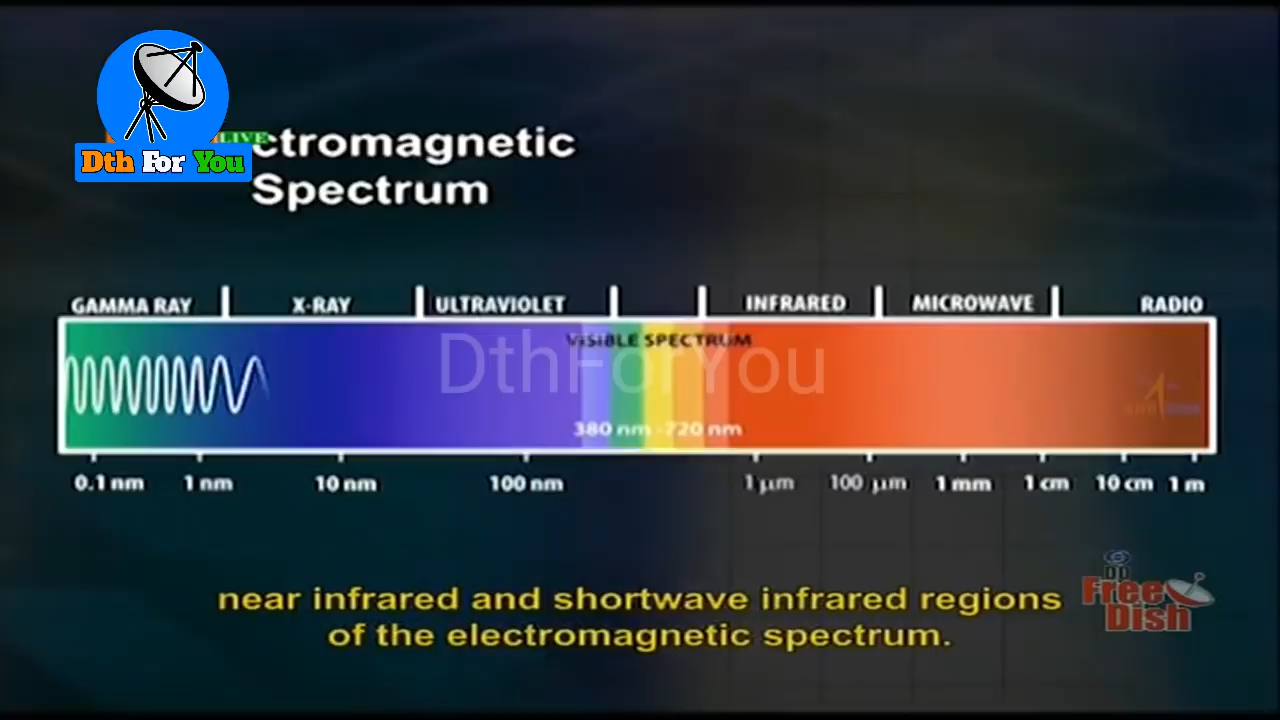 LIVE
Dth For You
ctromagnetic
Spectrum
GAMMA RAY X-RAY ULTRAVIOLET INFRARED MICROWAVE RADIO
VISIBLE SPECTRUM
DthForYou
380 nm -720 nm
0.1 nm 1 nm 10 nm 100 nm 1 μm 100 μm 1 mm 1 cm 10 cm 1 m
DD
Free
Dish
near infrared and shortwave infrared regions
of the electromagnetic spectrum.